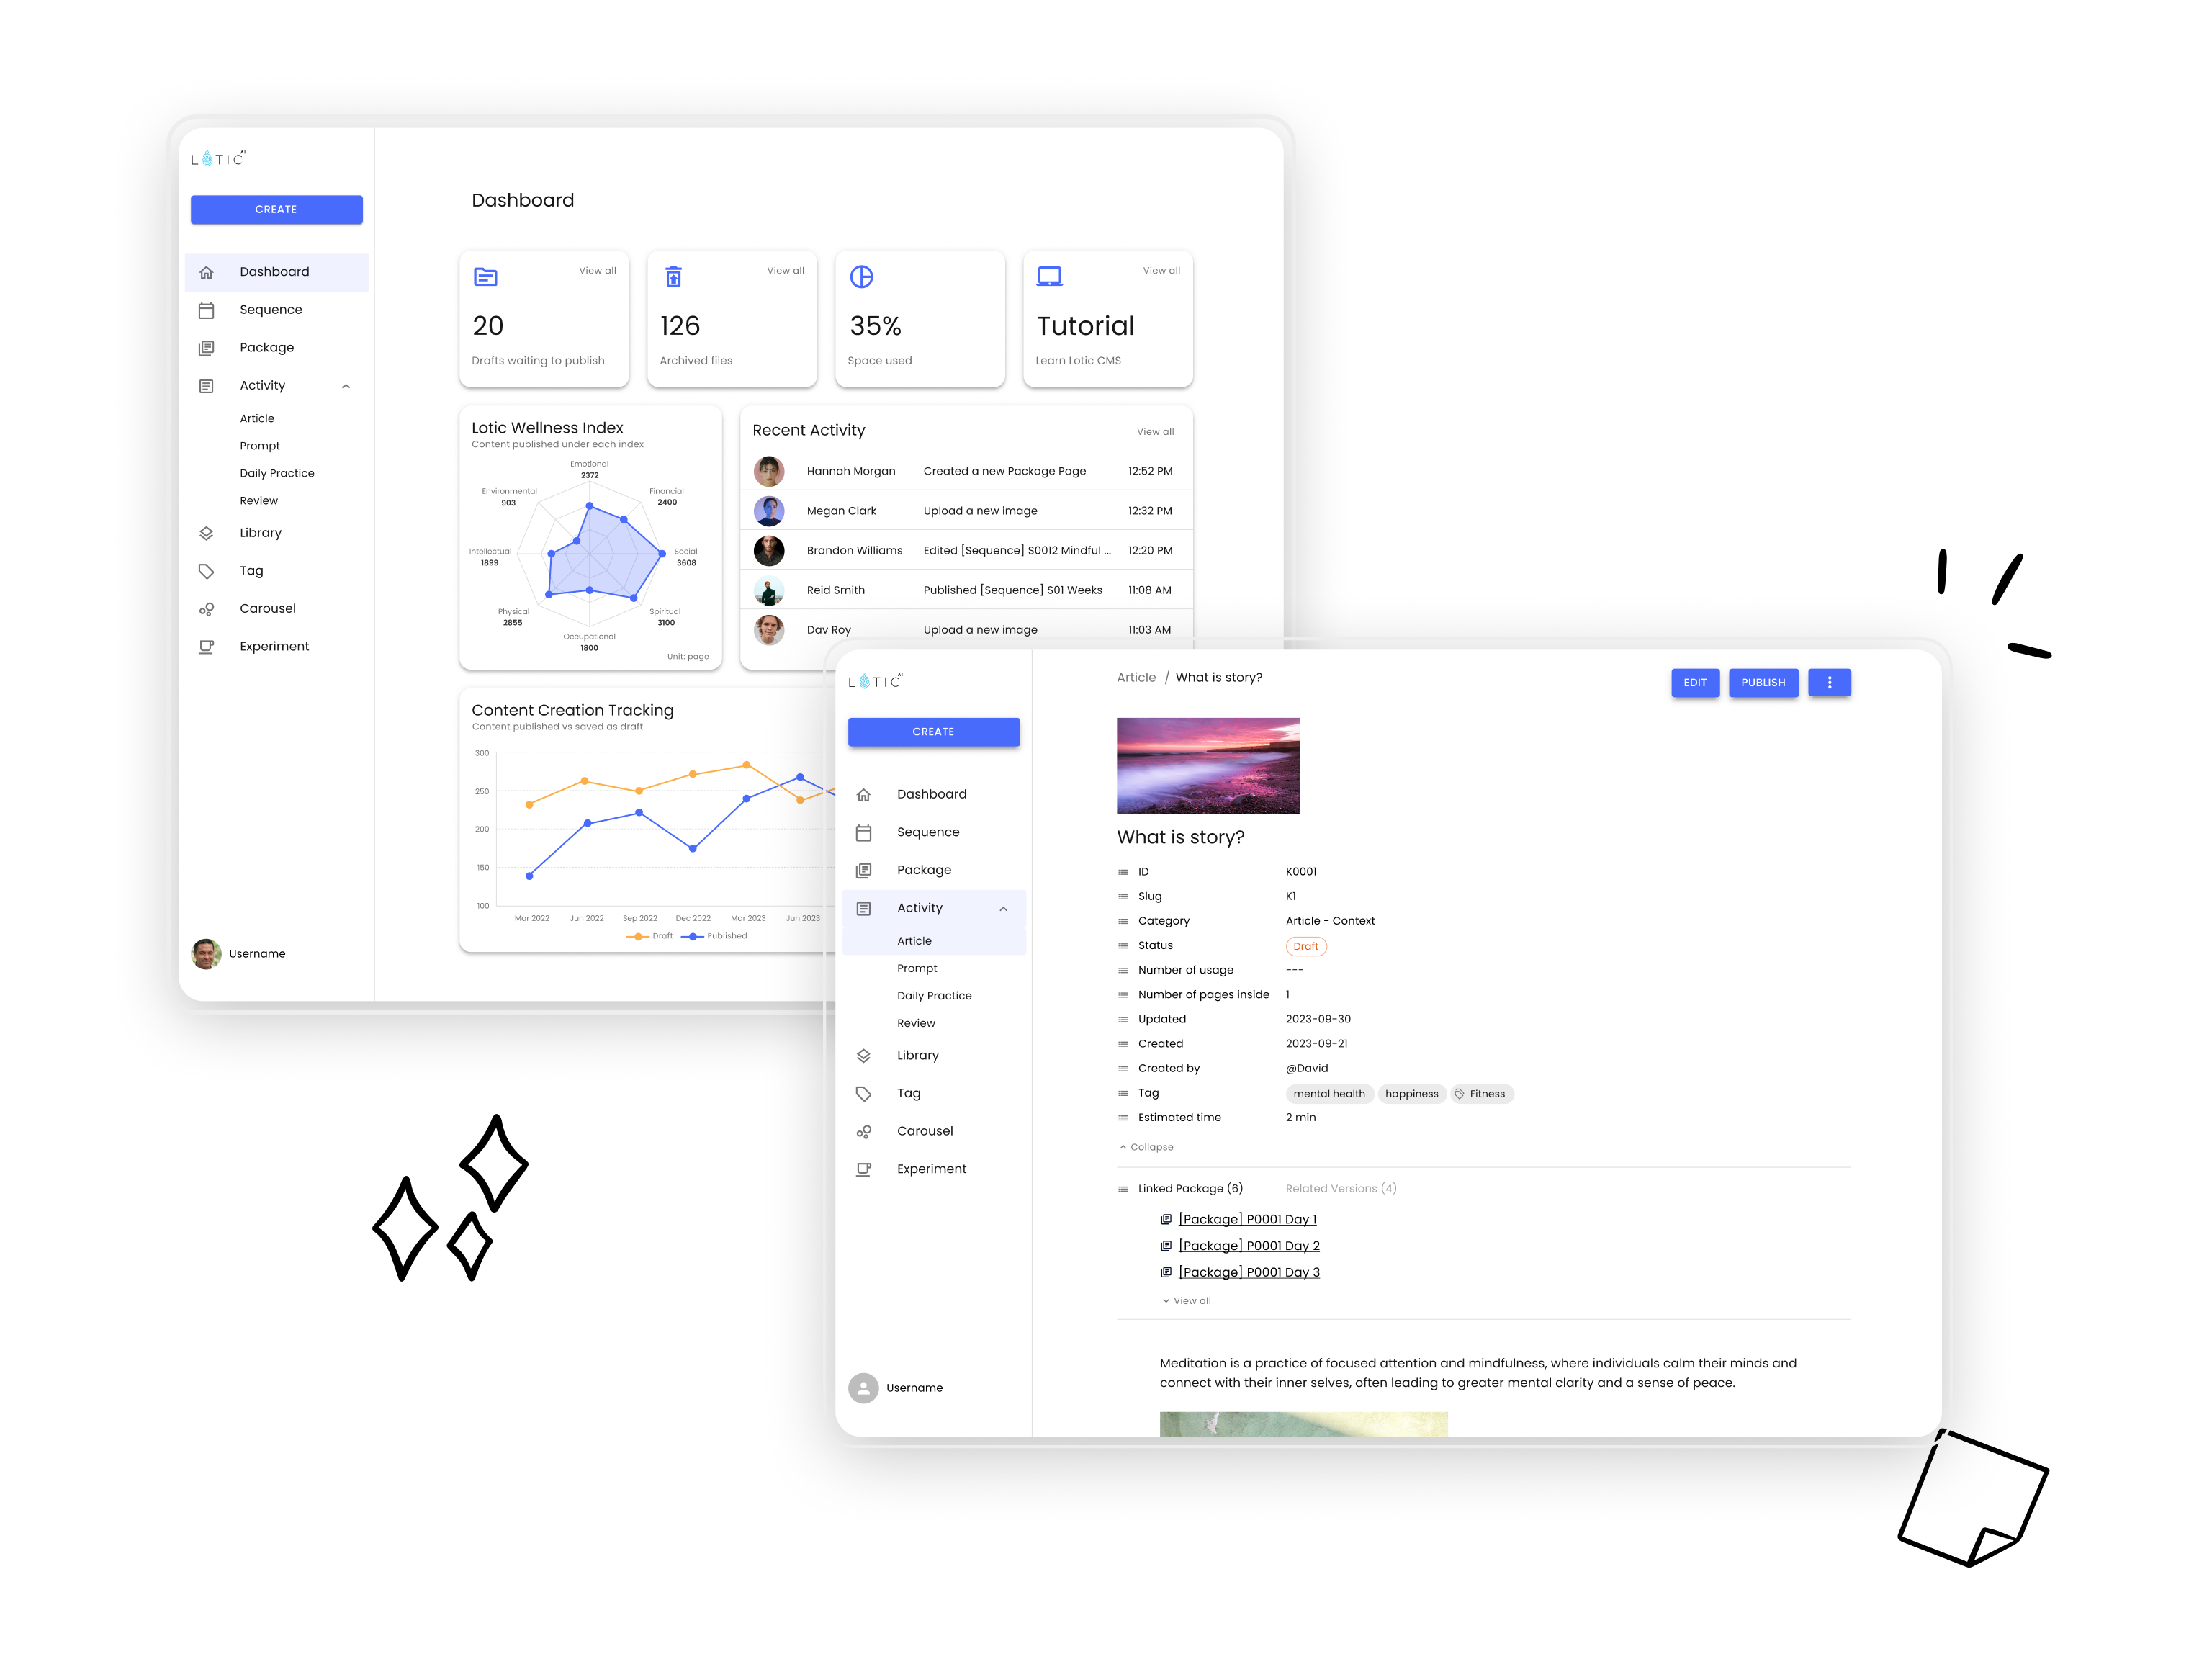 LOTIC AI
CREATE
Dashboard
Sequence
Package
Activity
Article
Prompt
Daily Practice
Review
Library
Tag
Carousel
Experiment
Username
Dashboard
View all
20
Drafts waiting to publish
View all
126
Archived files
35%
Space used
View all
Tutorial
Learn Lotic CMS
Lotic Wellness Index
Content published under each index
Emotional
2372
Financial
2400
Social
3608
Spiritual
3100
Occupational
1800
Physical
2855
Intellectual
1899
Environmental
903
Unit: page
Recent Activity
View all
Hannah Morgan Created a new Package Page 12:52 PM
Megan Clark Upload a new image 12:32 PM
Brandon Williams Edited [Sequence] S0012 Mindful ... 12:20 PM
Reid Smith Published [Sequence] S01 Weeks 11:08 AM
Dav Roy Upload a new image 11:03 AM
Content Creation Tracking
Content published vs saved as draft
300
250
200
150
100
Mar 2022 Jun 2022 Sep 2022 Dec 2022 Mar 2023 Jun 2023
Draft Published
LOTIC AI
CREATE
Dashboard
Sequence
Package
Activity
Article
Prompt
Daily Practice
Review
Library
Tag
Carousel
Experiment
Username
Article / What is story?
EDIT
PUBLISH
What is story?
ID K0001
Slug K1
Category Article - Context
Status Draft
Number of usage ---
Number of pages inside 1
Updated 2023-09-30
Created 2023-09-21
Created by @David
Tag mental health happiness Fitness
Estimated time 2 min
Collapse
Linked Package (6) Related Versions (4)
[Package] P0001 Day 1
[Package] P0001 Day 2
[Package] P0001 Day 3
View all
Meditation is a practice of focused attention and mindfulness, where individuals calm their minds and
connect with their inner selves, often leading to greater mental clarity and a sense of peace.